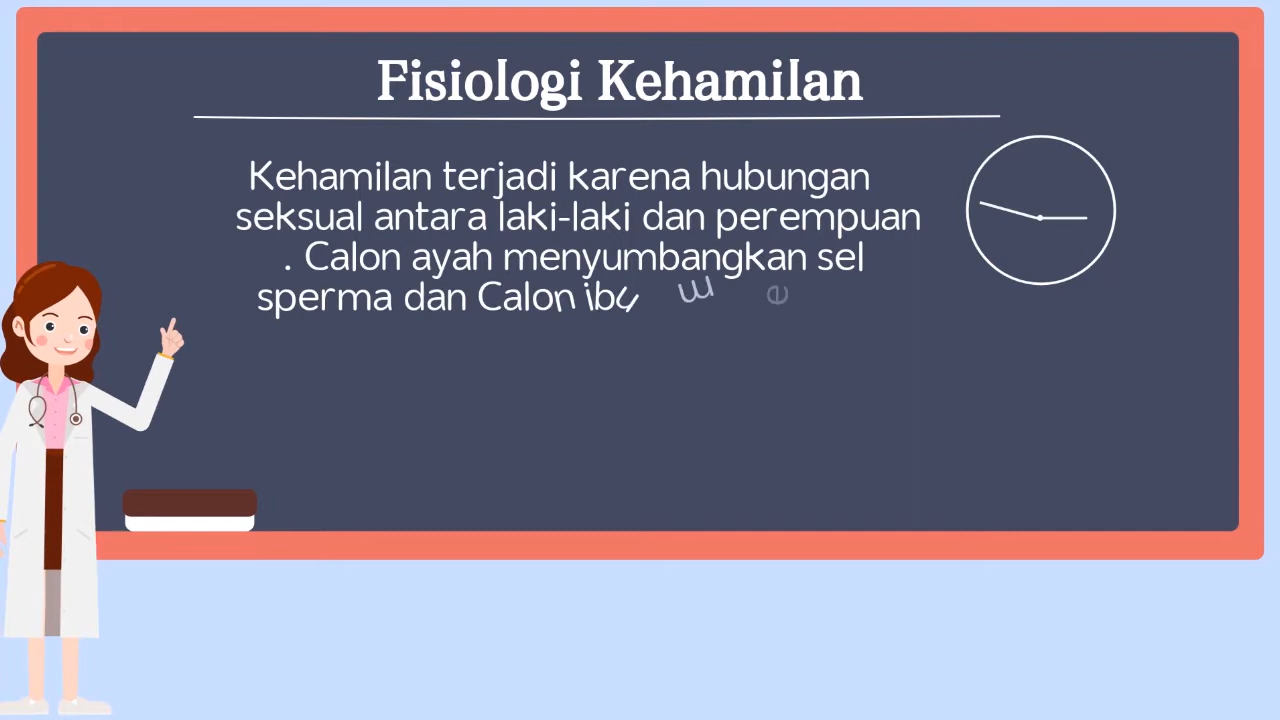 Fisiologi Kehamilan
Kehamilan terjadi karena hubungan
seksual antara laki-laki dan perempuan
. Calon ayah menyumbangkan sel
sperma dan Calon ibu m e